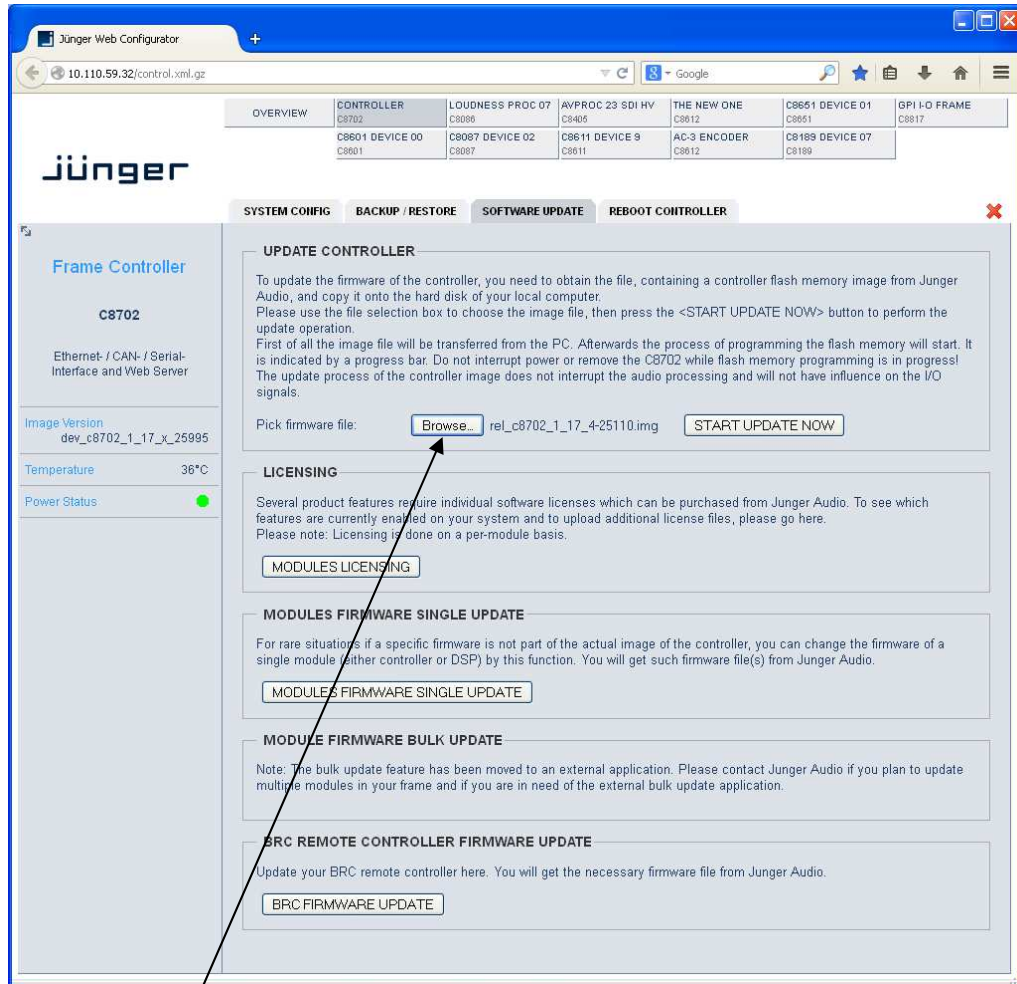 Jünger Web Configurator
10.110.59.32/control.xml.gz
Google
OVERVIEW
CONTROLLER
C8702
LOUDNESS PROC 07
C8086
AVPROC 23 SDI HV
C8405
THE NEW ONE
C8612
C8651 DEVICE 01
C8651
GPI I-O FRAME
C8817
C8601 DEVICE 00
C8601
C8087 DEVICE 02
C8087
C8611 DEVICE 9
C8611
AC-3 ENCODER
C8612
C8189 DEVICE 07
C8189
jünger
SYSTEM CONFIG
BACKUP / RESTORE
SOFTWARE UPDATE
REBOOT CONTROLLER
Frame Controller
C8702
Ethernet- / CAN- / Serial-
Interface and Web Server
Image Version
dev_c8702_1_17_x_25995
Temperature 36°C
Power Status
UPDATE CONTROLLER
To update the firmware of the controller, you need to obtain the file, containing a controller flash memory image from Junger
Audio, and copy it onto the hard disk of your local computer.
Please use the file selection box to choose the image file, then press the <START UPDATE NOW> button to perform the
update operation.
First of all the image file will be transferred from the PC. Afterwards the process of programming the flash memory will start. It
is indicated by a progress bar. Do not interrupt power or remove the C8702 while flash memory programming is in progress!
The update process of the controller image does not interrupt the audio processing and will not have influence on the I/O
signals.
Pick firmware file: Browse... rel_c8702_1_17_4-25110.img START UPDATE NOW
LICENSING
Several product features require individual software licenses which can be purchased from Junger Audio. To see which
features are currently enabled on your system and to upload additional license files, please go here.
Please note: Licensing is done on a per-module basis.
MODULES LICENSING
MODULES FIRMWARE SINGLE UPDATE
For rare situations if a specific firmware is not part of the actual image of the controller, you can change the firmware of a
single module (either controller or DSP) by this function. You will get such firmware file(s) from Junger Audio.
MODULES FIRMWARE SINGLE UPDATE
MODULE FIRMWARE BULK UPDATE
Note: The bulk update feature has been moved to an external application. Please contact Junger Audio if you plan to update
multiple modules in your frame and if you are in need of the external bulk update application.
BRC REMOTE CONTROLLER FIRMWARE UPDATE
Update your BRC remote controller here. You will get the necessary firmware file from Junger Audio.
BRC FIRMWARE UPDATE